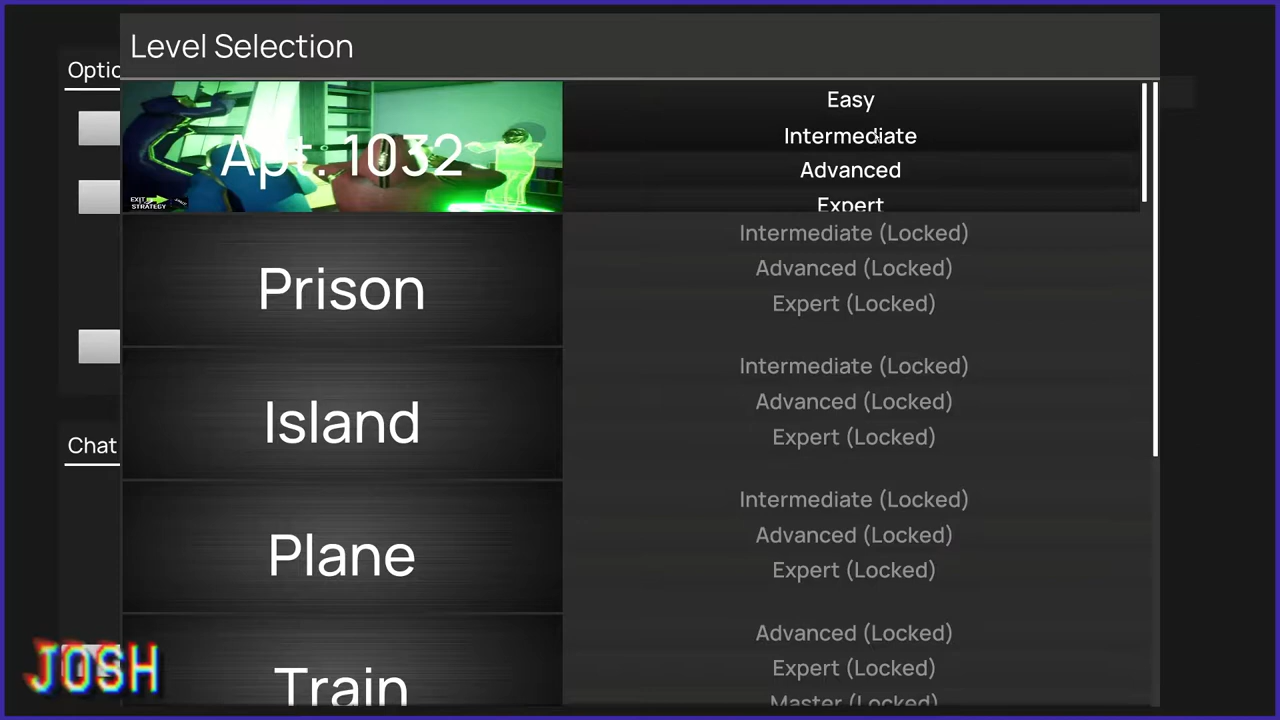 Level Selection
Optio
Apt. 1032
EXIT
STRATEGY
Easy
Intermediate
Advanced
Expert
Prison
Intermediate (Locked)
Advanced (Locked)
Expert (Locked)
Island
Intermediate (Locked)
Advanced (Locked)
Expert (Locked)
Plane
Intermediate (Locked)
Advanced (Locked)
Expert (Locked)
Chat
Train
Advanced (Locked)
Expert (Locked)
Master (Locked)
JOSH